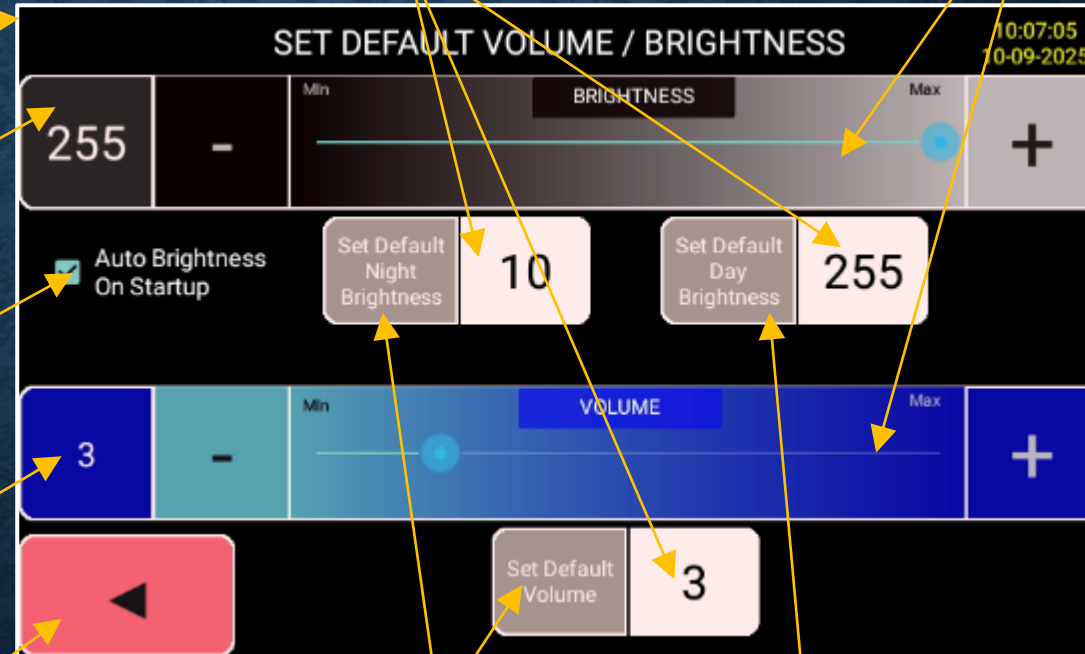 SET DEFAULT VOLUME / BRIGHTNESS
10:07:05
10-09-2025
255
-
Min
BRIGHTNESS
Max
+
Auto Brightness
On Startup
Set Default
Night
Brightness
10
Set Default
Day
Brightness
255
3
-
Min
VOLUME
Max
+
Set Default
Volume
3